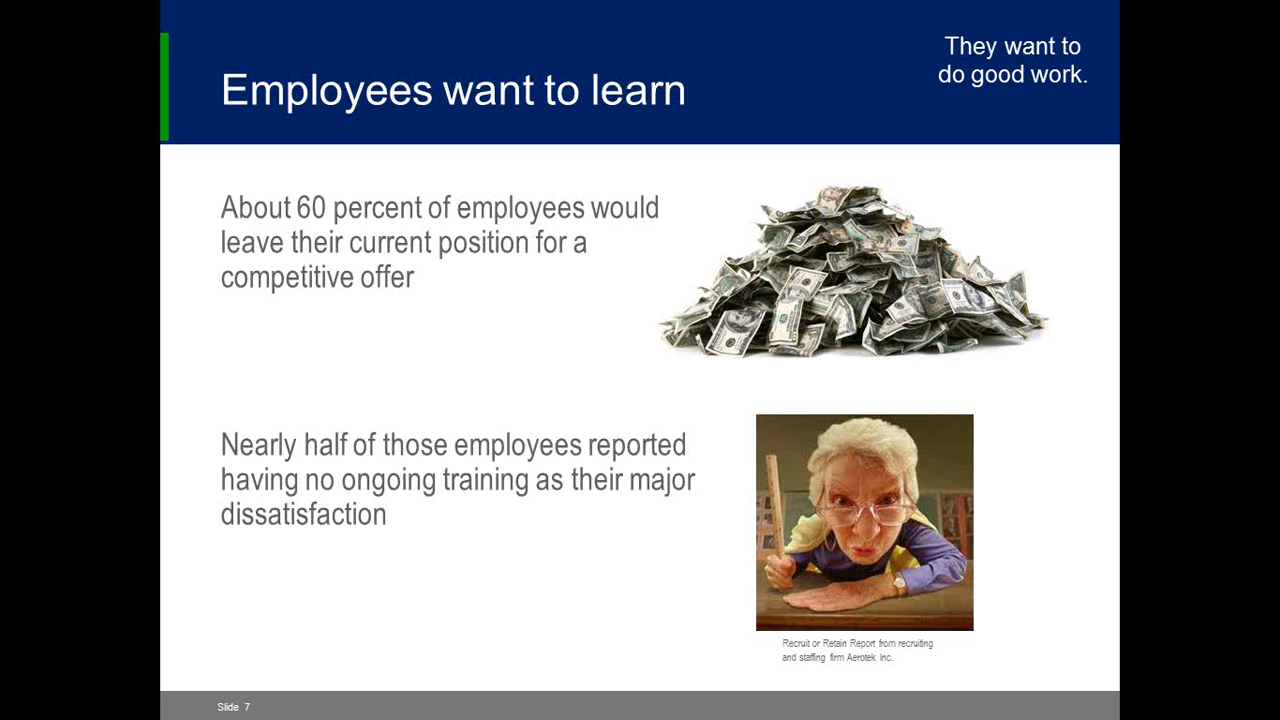 They want to
do good work.
Employees want to learn
About 60 percent of employees would
leave their current position for a
competitive offer
Nearly half of those employees reported
having no ongoing training as their major
dissatisfaction
Recruit or Retain Report from recruiting
and staffing firm Aerotek Inc.
Slide 7